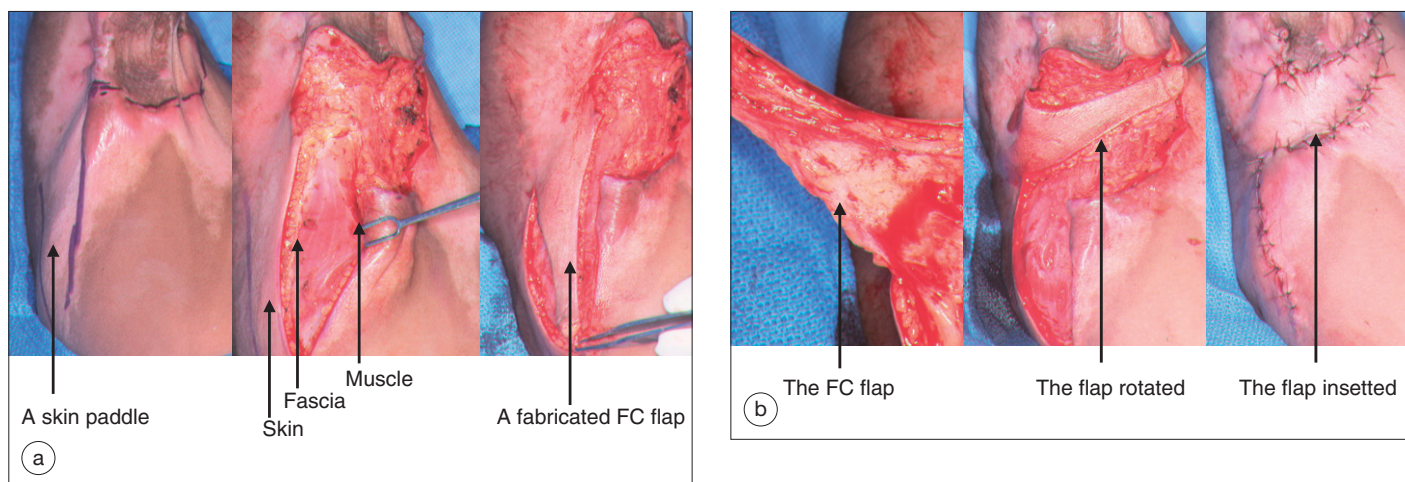 A skin paddle
Fascia
Skin
Muscle
A fabricated FC flap
a
The FC flap
The flap rotated
The flap insetted
b